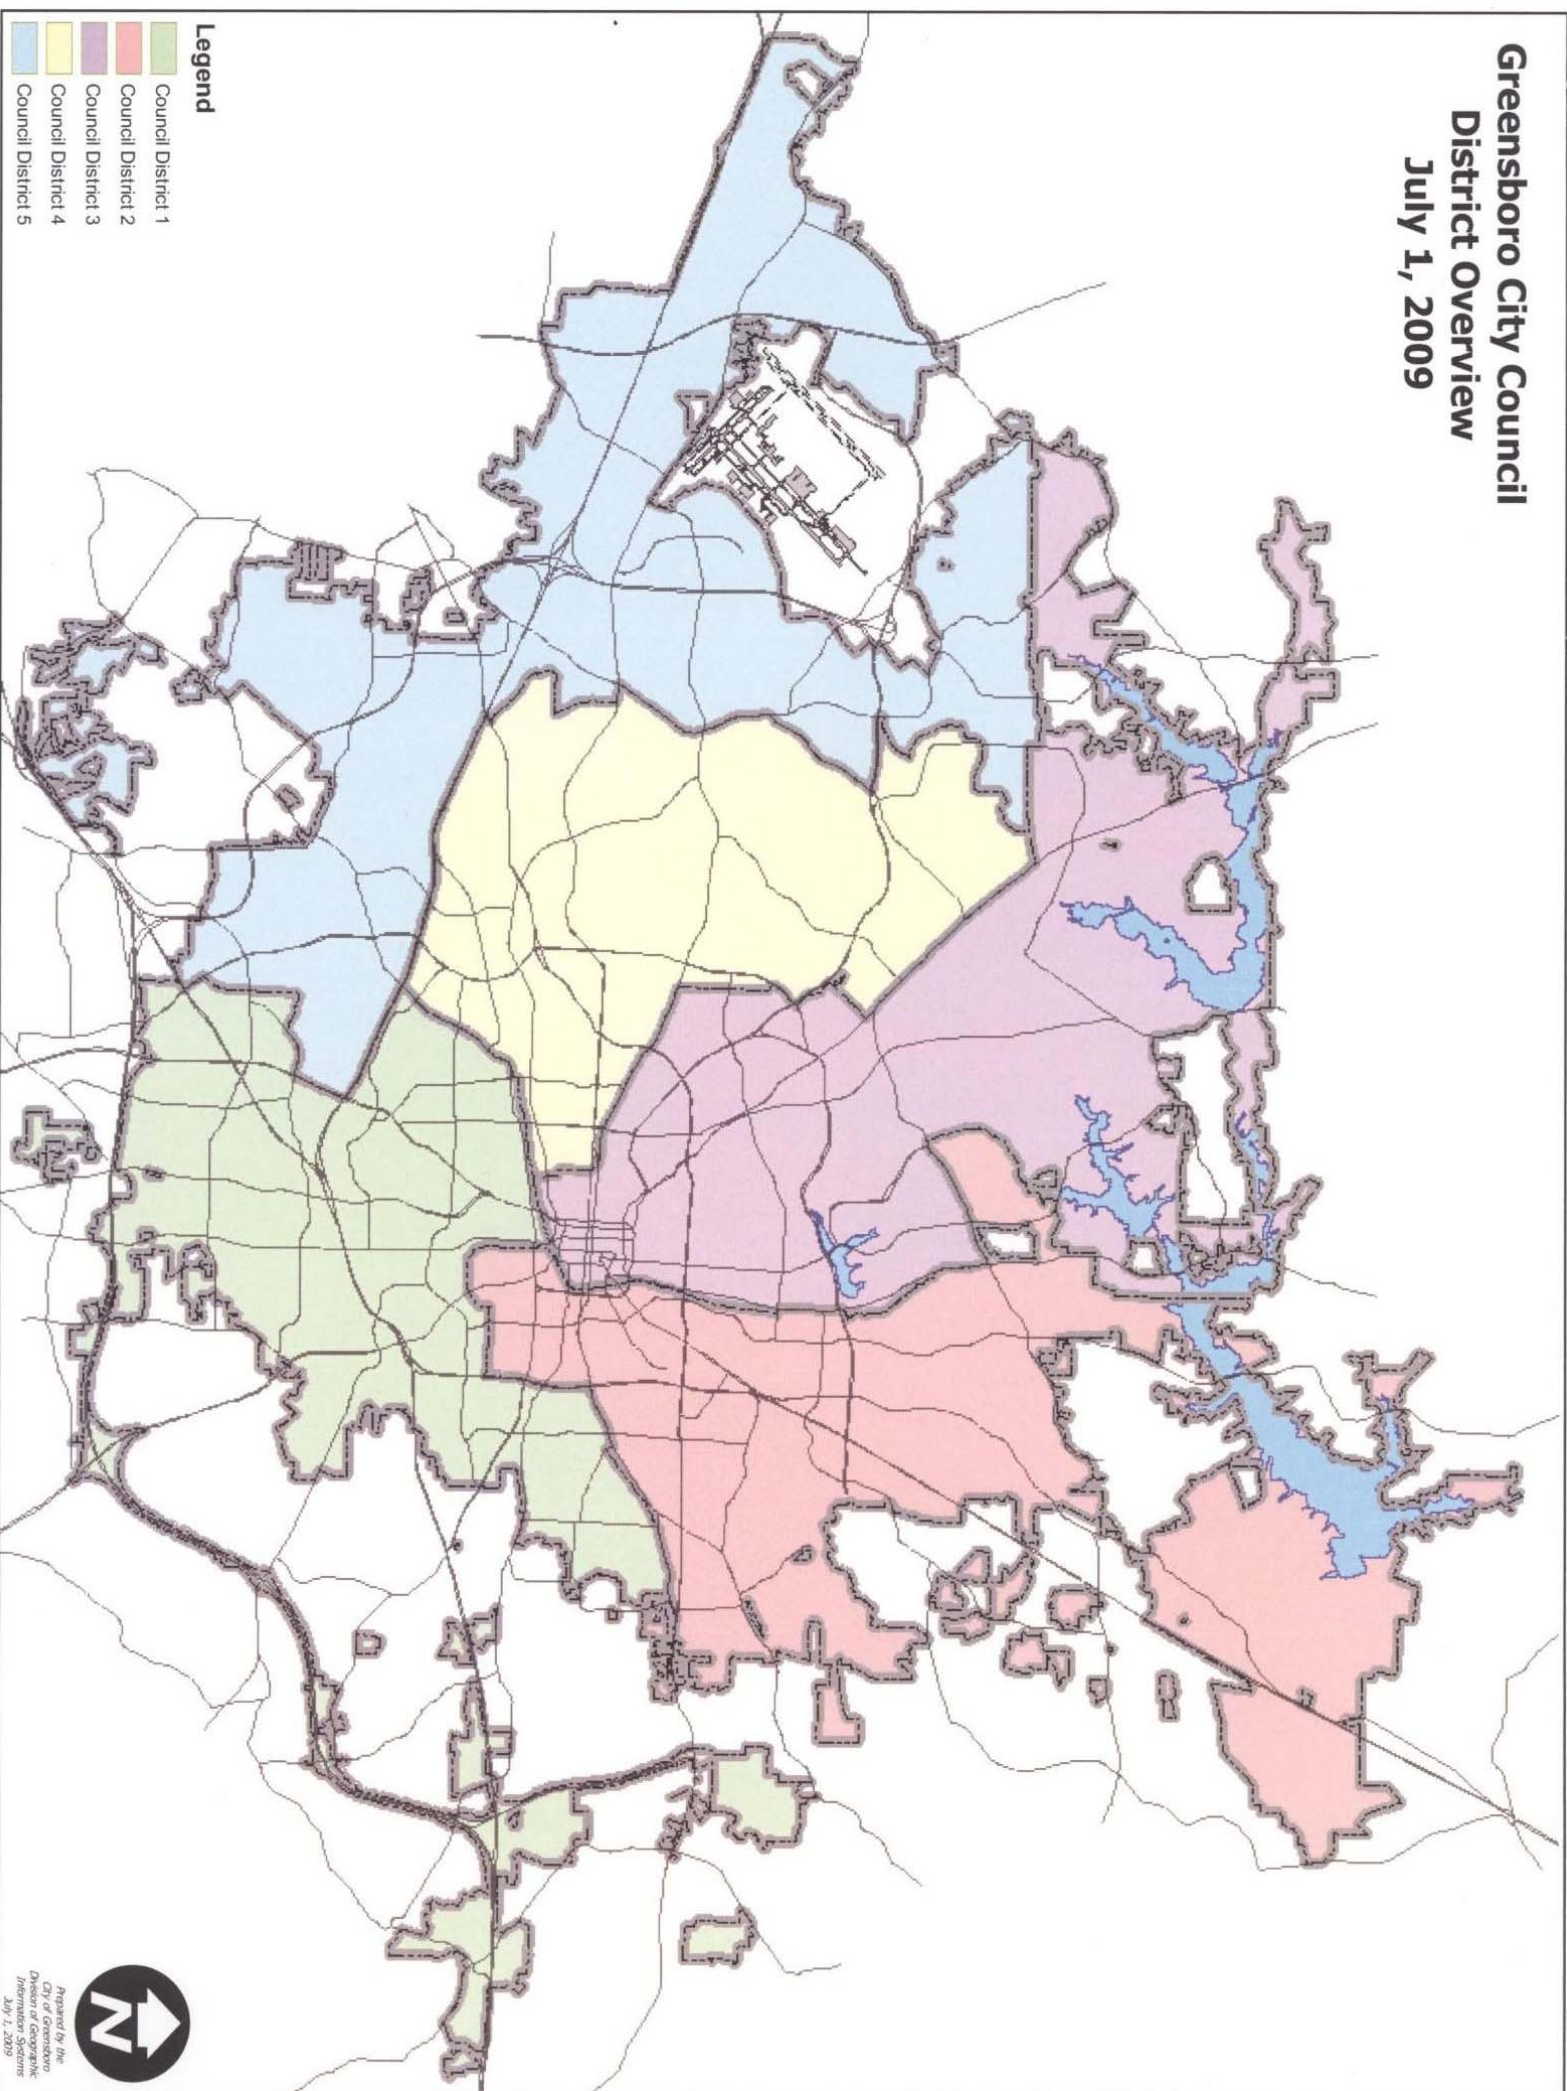 Greensboro City Council
District Overview
July 1, 2009
Legend
Council District 1
Council District 2
Council District 3
Council District 4
Council District 5
N
Prepared by the
City of Greensboro
Division of Geographic
Information Systems
July 1, 2009